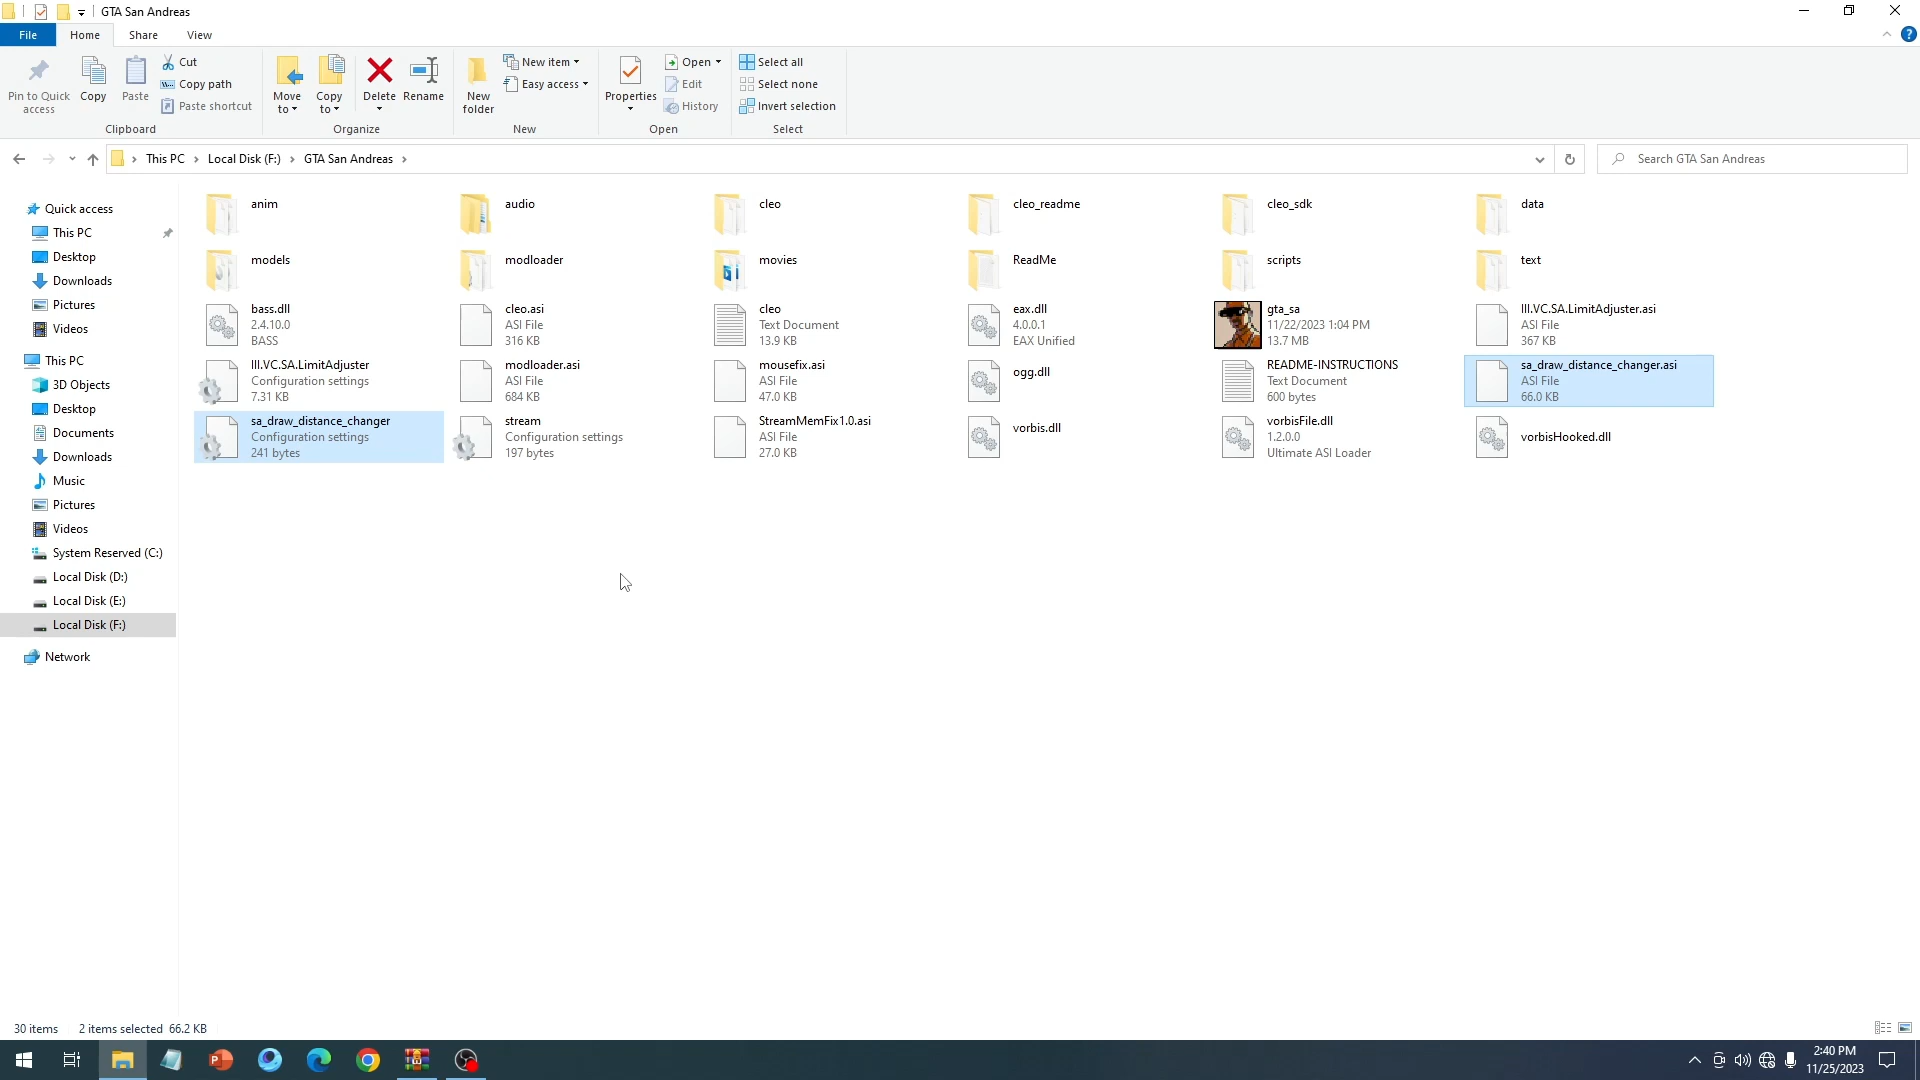 GTA San Andreas
File
Home
Share
View
Pin to Quick
access
Copy
Paste
Cut
Copy path
Paste shortcut
Clipboard
Move
to
Copy
to
Delete
Rename
Organize
New
folder
New item
Easy access
New
Properties
Open
Edit
History
Open
Select all
Select none
Invert selection
Select
This PC
Local Disk (F:)
GTA San Andreas
Search GTA San Andreas
Quick access
This PC
Desktop
Downloads
Pictures
Videos
This PC
3D Objects
Desktop
Documents
Downloads
Music
Pictures
Videos
System Reserved (C:)
Local Disk (D:)
Local Disk (E:)
Local Disk (F:)
Network
anim
audio
cleo
cleo_readme
cleo_sdk
data
models
modloader
movies
ReadMe
scripts
text
bass.dll
2.4.10.0
BASS
cleo.asi
ASI File
316 KB
cleo
Text Document
13.9 KB
eax.dll
4.0.0.1
EAX Unified
gta_sa
11/22/2023 1:04 PM
13.7 MB
III.VC.SA.LimitAdjuster.asi
ASI File
367 KB
III.VC.SA.LimitAdjuster
Configuration settings
7.31 KB
modloader.asi
ASI File
684 KB
mousefix.asi
ASI File
47.0 KB
ogg.dll
README-INSTRUCTIONS
Text Document
600 bytes
sa_draw_distance_changer.asi
ASI File
66.0 KB
sa_draw_distance_changer
Configuration settings
241 bytes
stream
Configuration settings
197 bytes
StreamMemFix1.0.asi
ASI File
27.0 KB
vorbis.dll
vorbisFile.dll
1.2.0.0
Ultimate ASI Loader
vorbisHooked.dll
30 items
2 items selected 66.2 KB
2:40 PM
11/25/2023